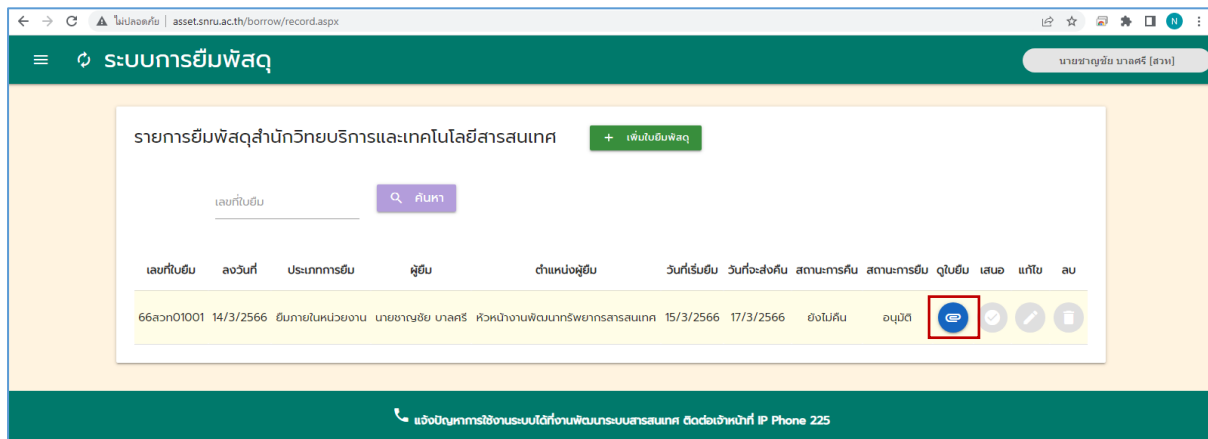 ไม่ปลอดภัย | asset.snru.ac.th/borrow/record.aspx
N
ระบบการยืมพัสดุ
นายชาญชัย บาลศรี [สวท]
รายการยืมพัสดุสำนักวิทยบริการและเทคโนโลยีสารสนเทศ
+ เพิ่มใบยืมพัสดุ
เลขที่ใบยืม
ค้นหา
เลขที่ใบยืม ลงวันที่ ประเภทการยืม ผู้ยืม ตำแหน่งผู้ยืม วันที่เริ่มยืม วันที่จะส่งคืน สถานะการคืน สถานะการยืม ดูใบยืม เสนอ แก้ไข ลบ
66สวท01001 14/3/2566 ยืมภายในหน่วยงาน นายชาญชัย บาลศรี หัวหน้างานพัฒนาทรัพยากรสารสนเทศ 15/3/2566 17/3/2566 ยังไม่คืน อนุมัติ
แจ้งปัญหาการใช้งานระบบได้ที่งานพัฒนาระบบสารสนเทศ ติดต่อเจ้าหน้าที่ IP Phone 225